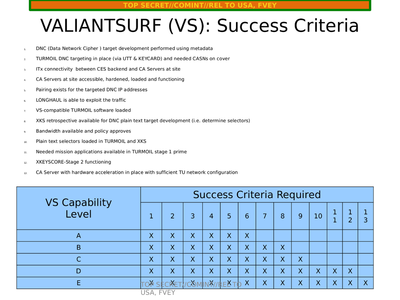 TOP SECRET//COMINT//REL TO USA, FVEY
VALIANTSURF (VS): Success Criteria
1. DNC (Data Network Cipher ) target development performed using metadata
2. TURMOIL DNC targeting in place (via UTT & KEYCARD) and needed CASNs on cover
3. ITx connectivity between CES backend and CA Servers at site
4. CA Servers at site accessible, hardened, loaded and functioning
5. Pairing exists for the targeted DNC IP addresses
6. LONGHAUL is able to exploit the traffic
7. VS-compatible TURMOIL software loaded
8. XKS retrospective available for DNC plain text target development (i.e. determine selectors)
9. Bandwidth available and policy approves
10. Plain text selectors loaded in TURMOIL and XKS
11. Needed mission applications available in TURMOIL stage 1 prime
12. XKEYSCORE-Stage 2 functioning
13. CA Server with hardware acceleration in place with sufficient TU network configuration
VS Capability Level
Success Criteria Required
1 2 3 4 5 6 7 8 9 10 11 12 13
A X X X X X X
B X X X X X X X X
C X X X X X X X X X
D X X X X X X X X X X X X
E X X X X X X X X X X X X X
TOP SECRET//COMINT//REL TO
USA, FVEY